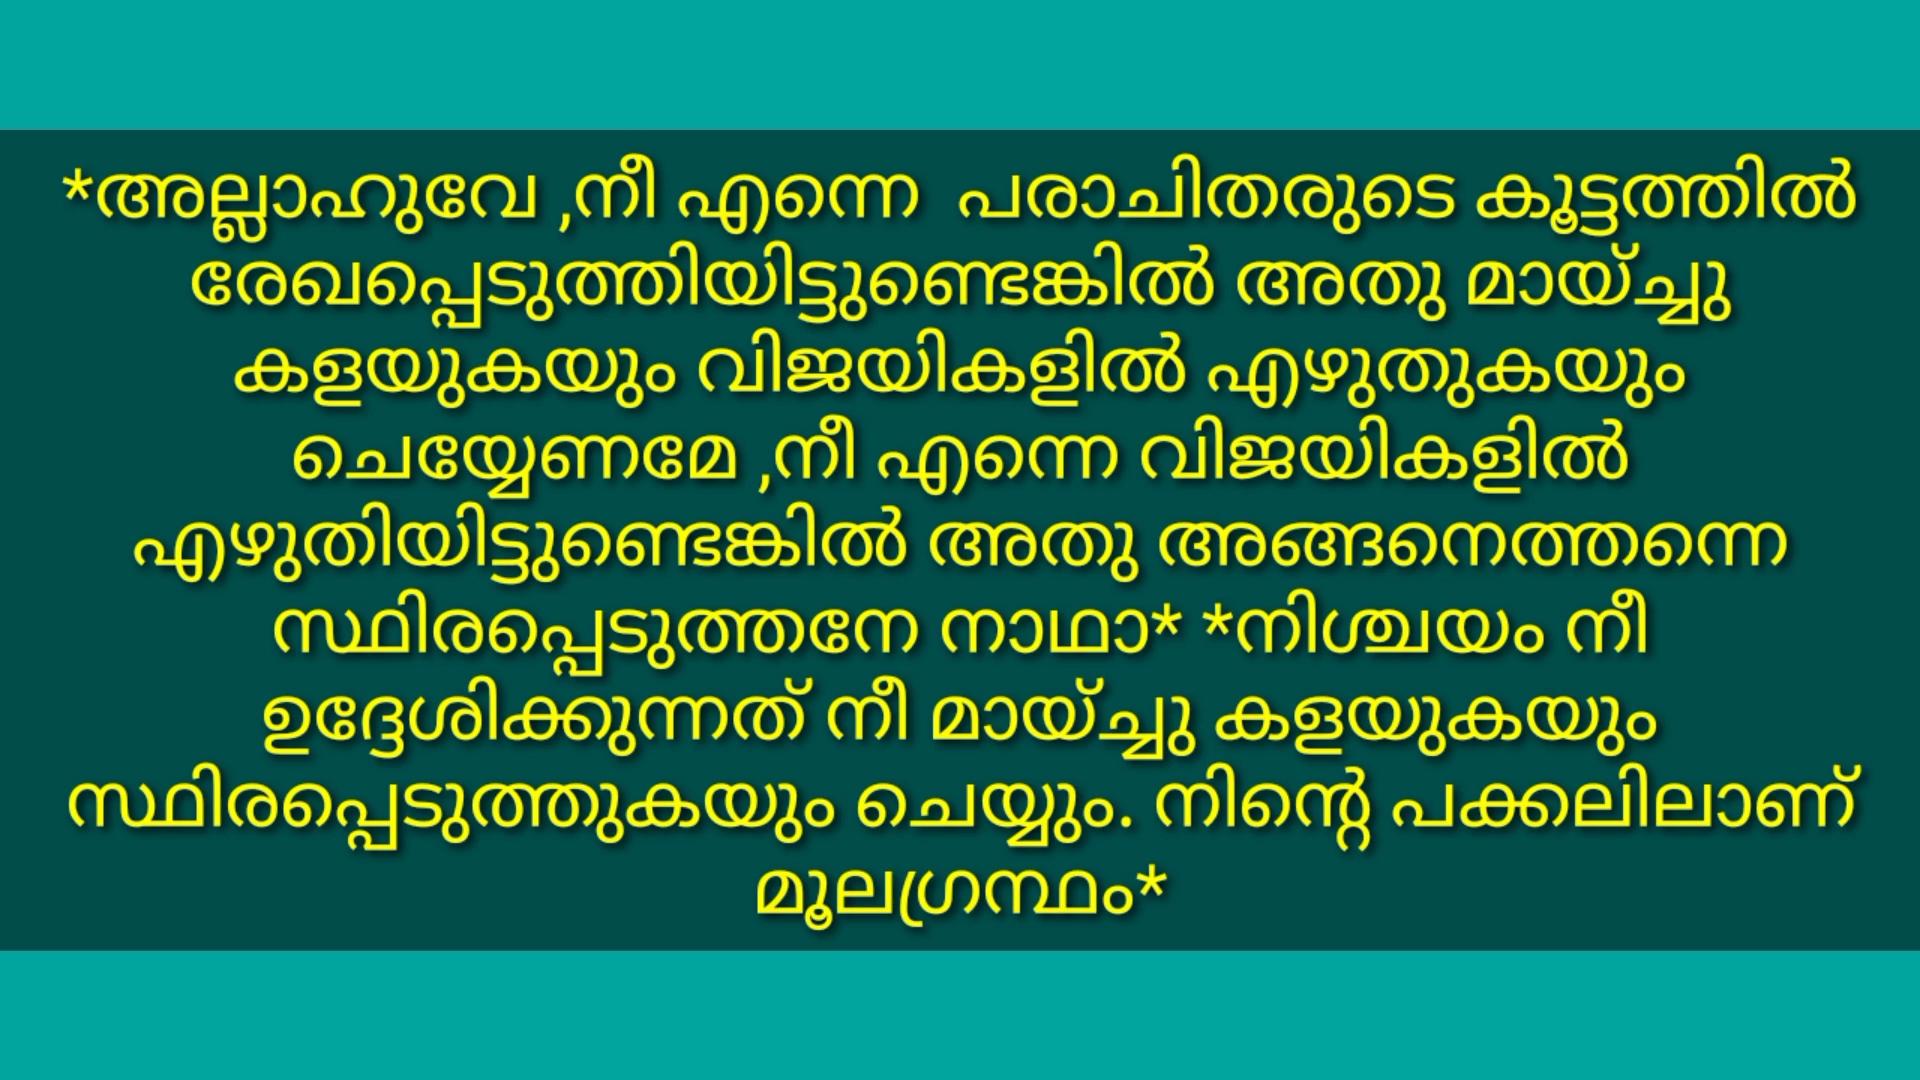 *അല്ലാഹുവേ ,നീ എന്നെ  പരാചിതരുടെ കൂട്ടത്തിൽ
രേഖപ്പെടുത്തിയിട്ടുണ്ടെങ്കിൽ അതു മായ്ച്ചു
കളയുകയും വിജയികളിൽ എഴുതുകയും
ചെയ്യേണമേ ,നീ എന്നെ വിജയികളിൽ
എഴുതിയിട്ടുണ്ടെങ്കിൽ അതു അങ്ങനെത്തന്നെ
സ്ഥിരപ്പെടുത്തനേ നാഥാ* *നിശ്ചയം നീ
ഉദ്ദേശിക്കുന്നത് നീ മായ്ച്ചു കളയുകയും
സ്ഥിരപ്പെടുത്തുകയും ചെയ്യും. നിന്റെ പക്കലിലാണ്
മൂലഗ്രന്ഥം*